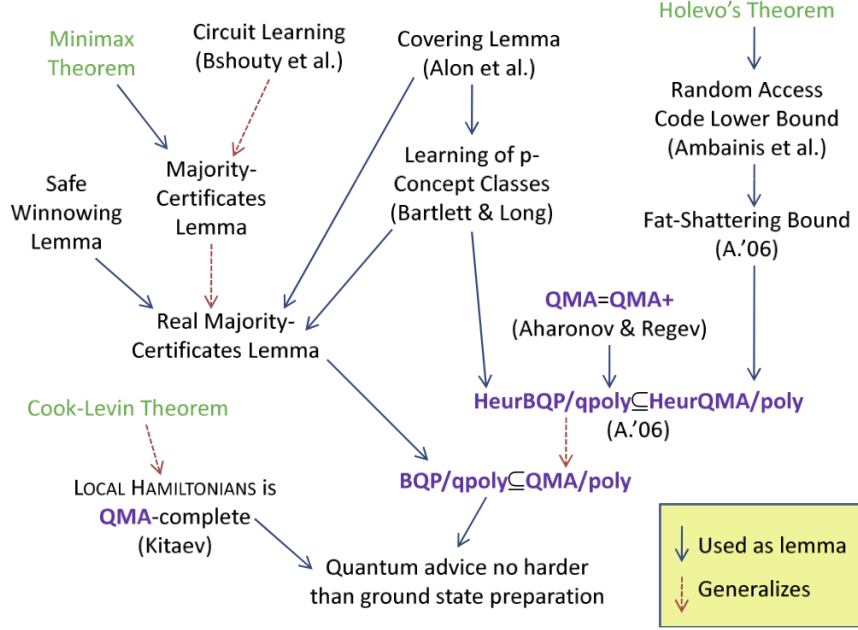 Minimax
Theorem
Circuit Learning
(Bshouty et al.)
Covering Lemma
(Alon et al.)
Holevo's Theorem
Random Access
Code Lower Bound
(Ambainis et al.)
Safe
Winnowing
Lemma
Majority-
Certificates
Lemma
Learning of p-
Concept Classes
(Bartlett & Long)
Fat-Shattering Bound
(A.'06)
Real Majority-
Certificates Lemma
QMA=QMA+
(Aharonov & Regev)
Cook-Levin Theorem
HeurBQP/qpoly⊆HeurQMA/poly
(A.'06)
LOCAL HAMILTONIANS is
QMA-complete
(Kitaev)
BQP/qpoly⊆QMA/poly
Quantum advice no harder
than ground state preparation
Used as lemma
Generalizes